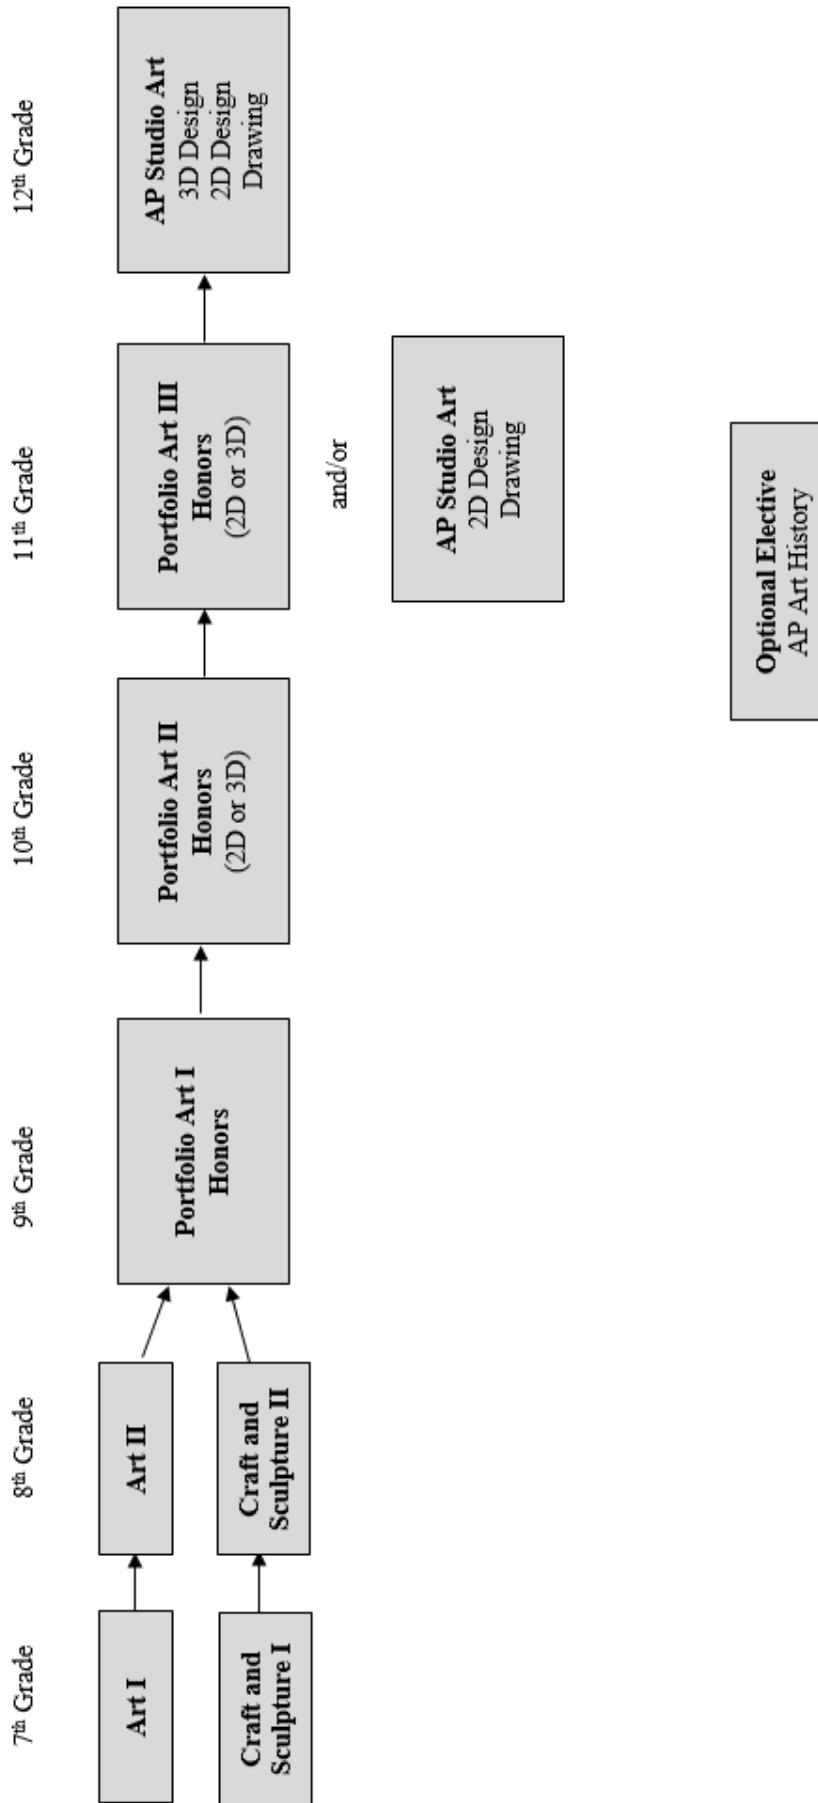 7th Grade
8th Grade
9th Grade
10th Grade
11th Grade
12th Grade
Art I
Art II
Craft and
Sculpture I
Craft and
Sculpture II
Portfolio Art I
Honors
Portfolio Art II
Honors
(2D or 3D)
Portfolio Art III
Honors
(2D or 3D)
AP Studio Art
3D Design
2D Design
Drawing
and/or
AP Studio Art
2D Design
Drawing
Optional Elective
AP Art History